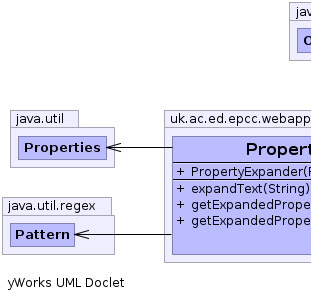 jav
java.util
Properties
uk.ac.ed.epcc.webapp
Propert
+ PropertyExpander(
+ expandText(String)
+ getExpandedPrope
+ getExpandedPrope
java.util.regex
Pattern
yWorks UML Doclet